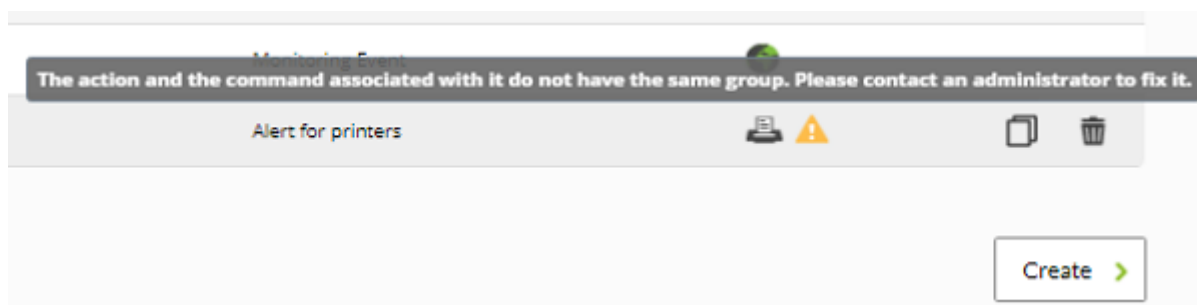 Monitoring Event
The action and the command associated with it do not have the same group. Please contact an administrator to fix it.
Alert for printers
Create